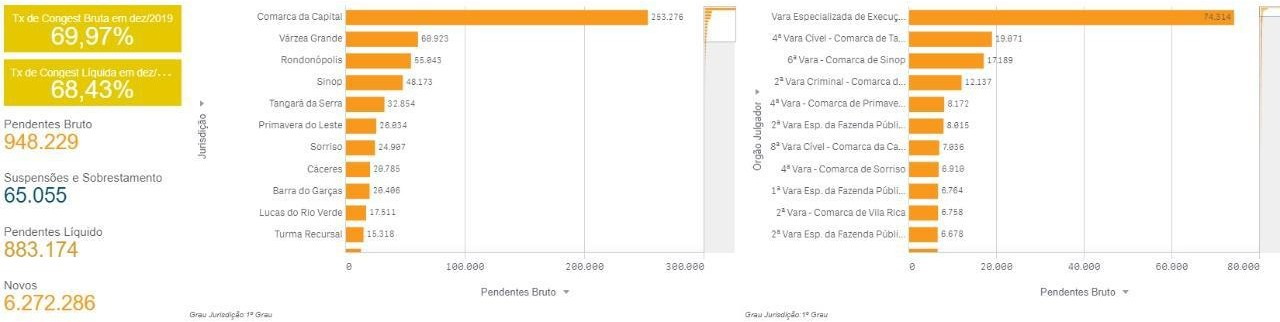 Tx de Congest Bruta em dez/2019
69,97%
Tx de Congest Líquida em dez/...
68,43%
Pendentes Bruto
948.229
Suspensões e Sobrestamento
65.055
Pendentes Líquido
883.174
Novos
6.272.286
Jurisdição
Comarca da Capital 253.276
Várzea Grande 60.923
Rondonópolis 55.043
Sinop 48.173
Tangará da Serra 32.854
Primavera do Leste 26.034
Sorriso 24.907
Cáceres 20.785
Barra do Garças 20.406
Lucas do Rio Verde 17.511
Turma Recursal 15.318
0 100.000 200.000 300.000
Pendentes Bruto
Grau Jurisdição:1º Grau
Orgão Julgador
Vara Especializada de Execuç... 74.314
4ª Vara Cível - Comarca de Ta... 19.071
6ª Vara - Comarca de Sinop 17.189
2ª Vara Criminal - Comarca d... 12.137
4ª Vara - Comarca de Primave... 8.172
2ª Vara Esp. da Fazenda Públi... 8.015
8ª Vara Cível - Comarca da Ca... 7.036
4ª Vara - Comarca de Sorriso 6.910
1ª Vara Esp. da Fazenda Públi... 6.764
2ª Vara - Comarca de Vila Rica 6.758
2ª Vara Esp. da Fazenda Públi... 6.678
0 20.000 40.000 60.000 80.000
Pendentes Bruto
Grau Jurisdição:1º Grau